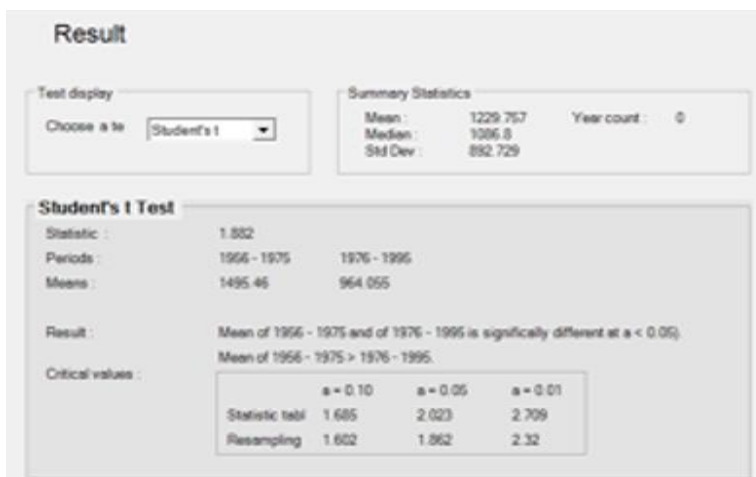 Result
Test display
Choose a te Student's t
Summary Statistics
Mean : 1229.757 Year count : 0
Median : 1086.8
Std Dev : 892.729
Student's t Test
Statistic : 1.882
Periods : 1956 - 1975 1976 - 1995
Means : 1495.46 964.055
Result : Mean of 1956 - 1975 and of 1976 - 1995 is significally different at a < 0.05).
Mean of 1956 - 1975 > 1976 - 1995.
Critical values :
a = 0.10 a = 0.05 a = 0.01
Statistic tabl 1.685 2.023 2.709
Resampling 1.602 1.862 2.32